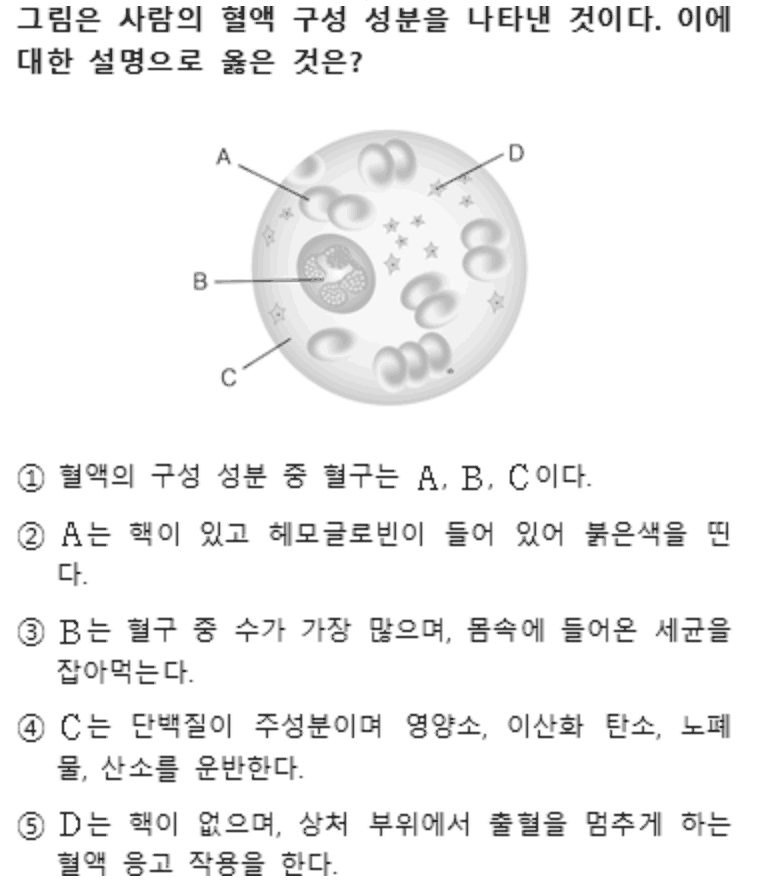 그림은 사람의 혈액 구성 성분을 나타낸 것이다. 이에
대한 설명으로 옳은 것은?
A
D
B
C
① 혈액의 구성 성분 중 혈구는 A, B, C이다.
② A는 핵이 있고 헤모글로빈이 들어 있어 붉은색을 띤
다.
③ B는 혈구 중 수가 가장 많으며, 몸속에 들어온 세균을
잡아먹는다.
④ C는 단백질이 주성분이며 영양소, 이산화 탄소, 노폐
물, 산소를 운반한다.
⑤ D는 핵이 없으며, 상처 부위에서 출혈을 멈추게 하는
혈액 응고 작용을 한다.